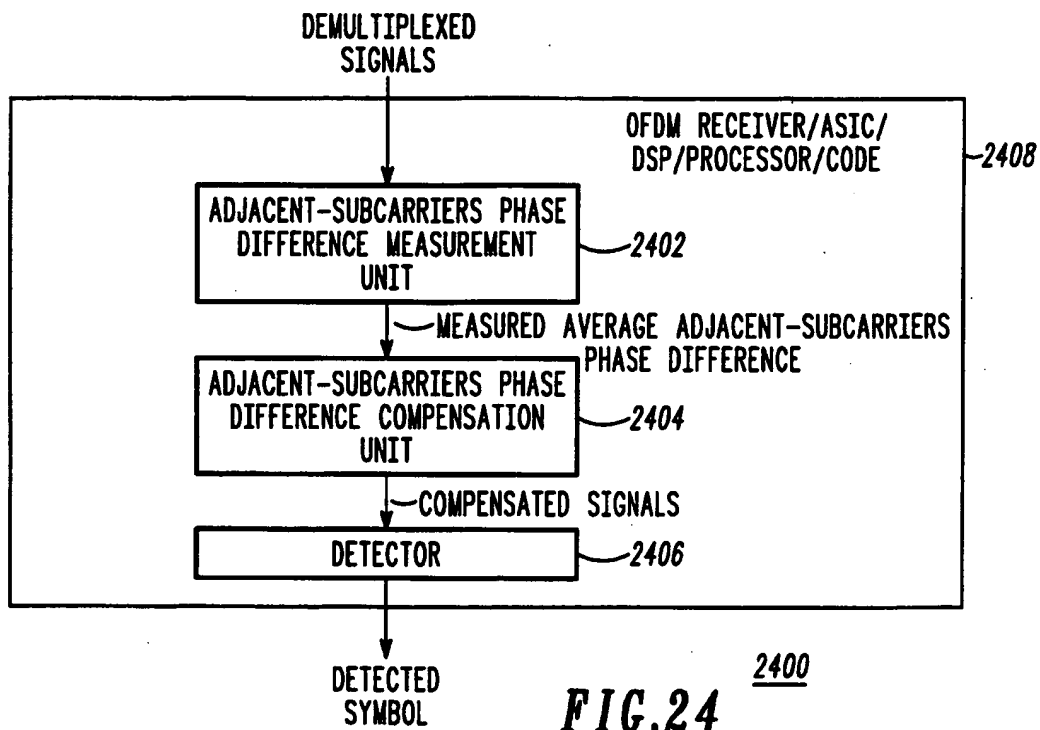 DEMULTIPLEXED
SIGNALS
OFDM RECEIVER/ASIC/
DSP/PROCESSOR/CODE
2408
ADJACENT-SUBCARRIERS PHASE
DIFFERENCE MEASUREMENT
UNIT
2402
MEASURED AVERAGE ADJACENT-SUBCARRIERS
PHASE DIFFERENCE
ADJACENT-SUBCARRIERS PHASE
DIFFERENCE COMPENSATION
UNIT
2404
COMPENSATED SIGNALS
DETECTOR
2406
DETECTED
SYMBOL
2400
FIG.24